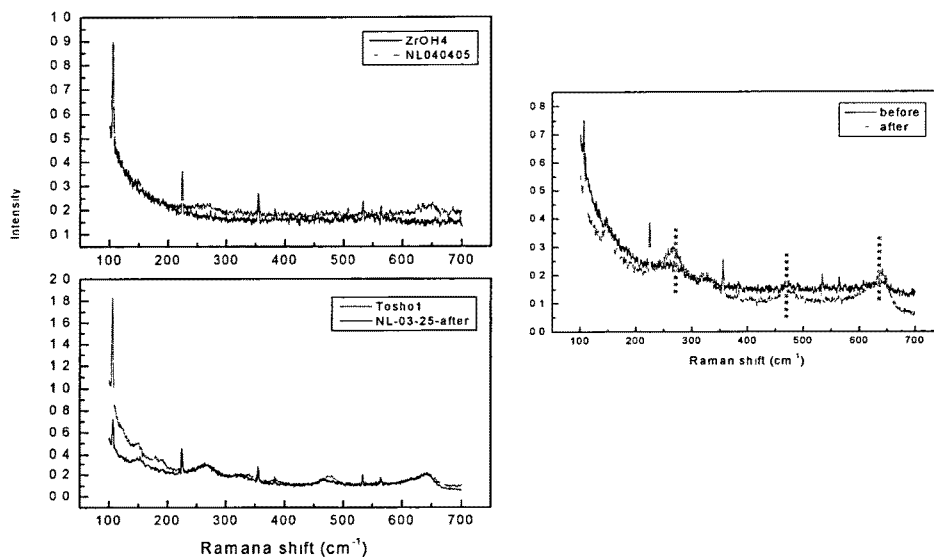 1 0
0 9
0 8
0 7
0 6
0 5
0 4
0 3
0 2
0 1
Intensity
ZrOH4
NL040405
100 200 300 400 500 600 700
2.0
1.8
1 6
1 4
1 2
1 0
0 8
0 6
0 4
0 2
0 0
Tosho1
NL-03-25-after
100 200 300 400 500 600 700
Ramana shift (cm⁻¹)
0.8
0.7
0.6
0.5
0.4
0.3
0.2
0.1
0 0
before
after
100 200 300 400 500 600 700
Raman shift (cm⁻¹)